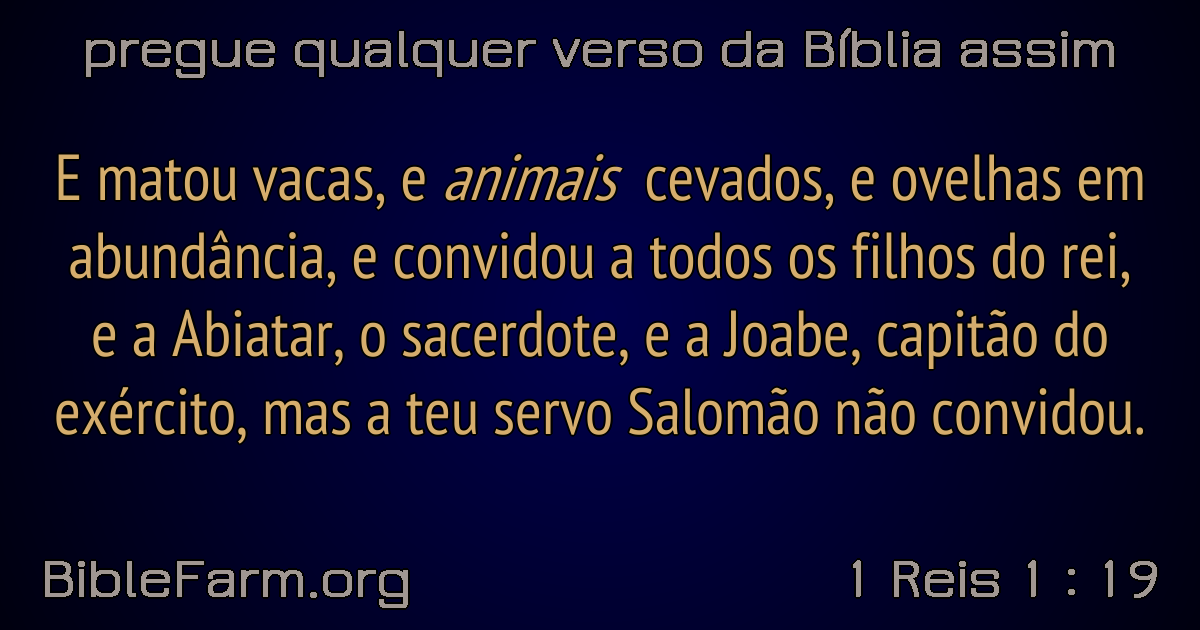 pregue qualquer verso da Bíblia assim
E matou vacas, e animais cevados, e ovelhas em
abundância, e convidou a todos os filhos do rei,
e a Abiatar, o sacerdote, e a Joabe, capitão do
exército, mas a teu servo Salomão não convidou.
BibleFarm.org
1 Reis 1 : 19